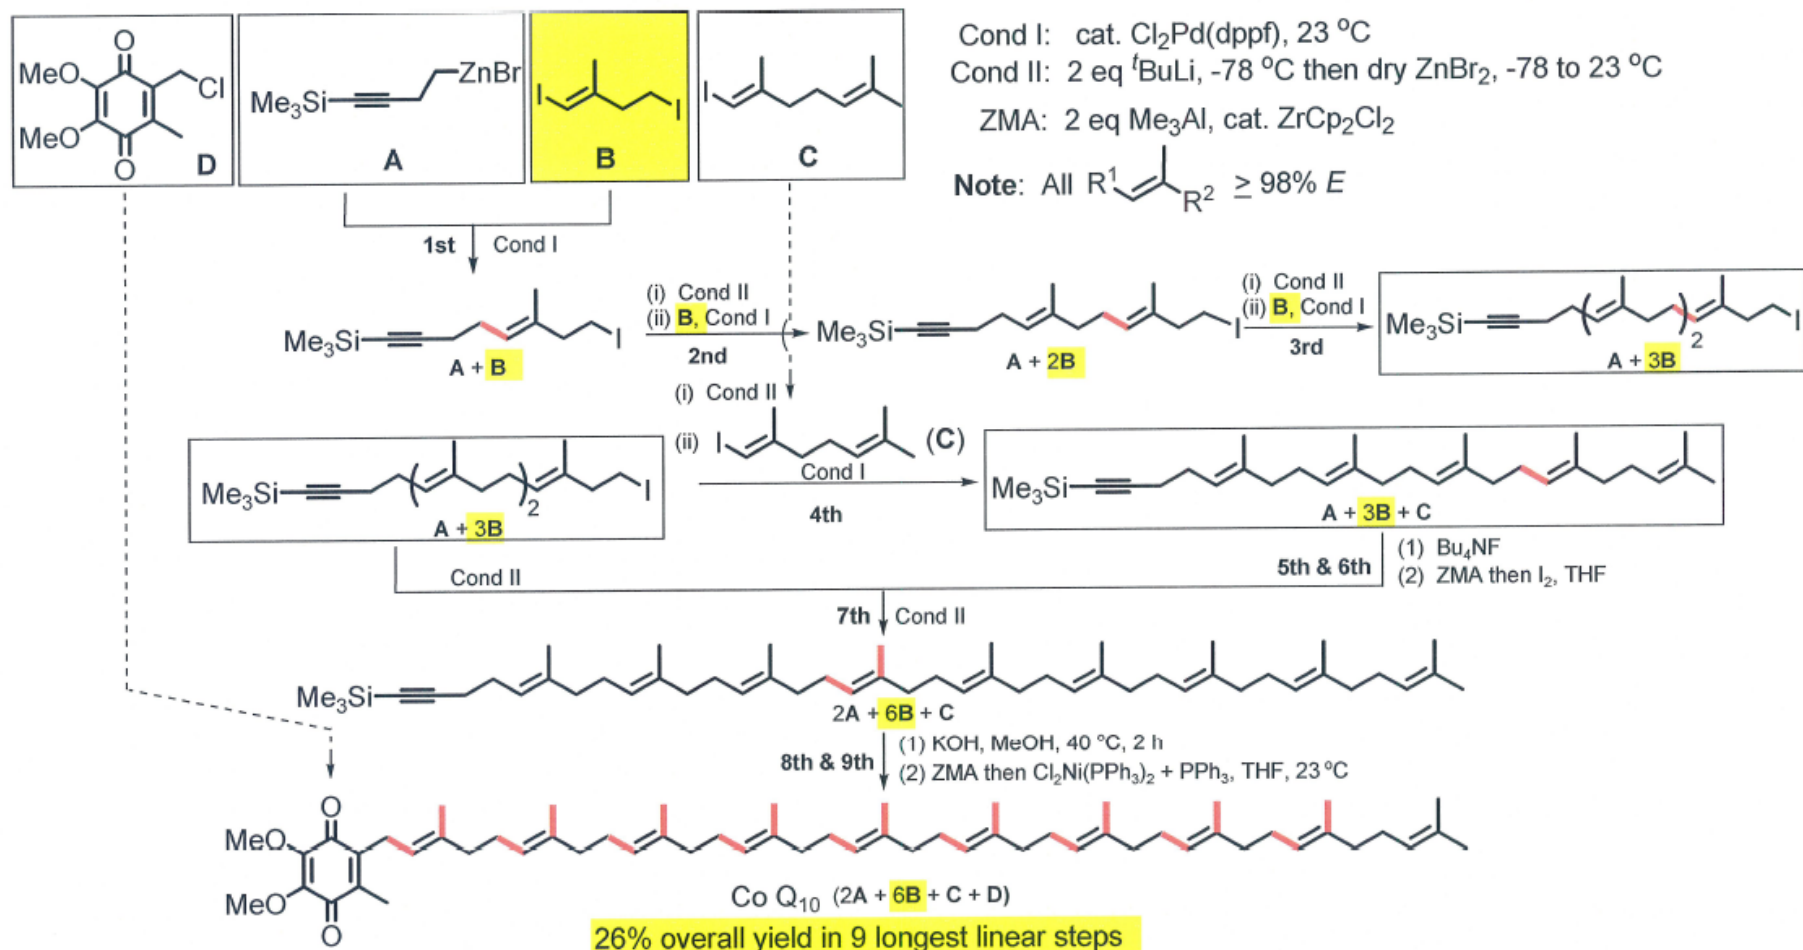 Cond I: cat. Cl₂Pd(dppf), 23 °C
Cond II: 2 eq ᵗBuLi, -78 °C then dry ZnBr₂, -78 to 23 °C
ZMA: 2 eq Me₃Al, cat. ZrCp₂Cl₂
Note: All R¹ R² ≥ 98% E
O
MeO
Cl
MeO
O
D
ZnBr
Me₃Si
A
I
I
B
I
C
1st Cond I
Me₃Si
I
A + B
(i) Cond II
(ii) B, Cond I
2nd
Me₃Si
I
A + 2B
(i) Cond II
(ii) B, Cond I
3rd
Me₃Si
2
I
A + 3B
Me₃Si
2
I
A + 3B
(i) Cond II
(ii) I (C)
Cond I
4th
Me₃Si
A + 3B + C
Cond II
5th & 6th
(1) Bu₄NF
(2) ZMA then I₂, THF
7th Cond II
Me₃Si
2A + 6B + C
8th & 9th
(1) KOH, MeOH, 40 °C, 2 h
(2) ZMA then Cl₂Ni(PPh₃)₂ + PPh₃, THF, 23 °C
O
MeO
MeO
O
Co Q₁₀ (2A + 6B + C + D)
26% overall yield in 9 longest linear steps